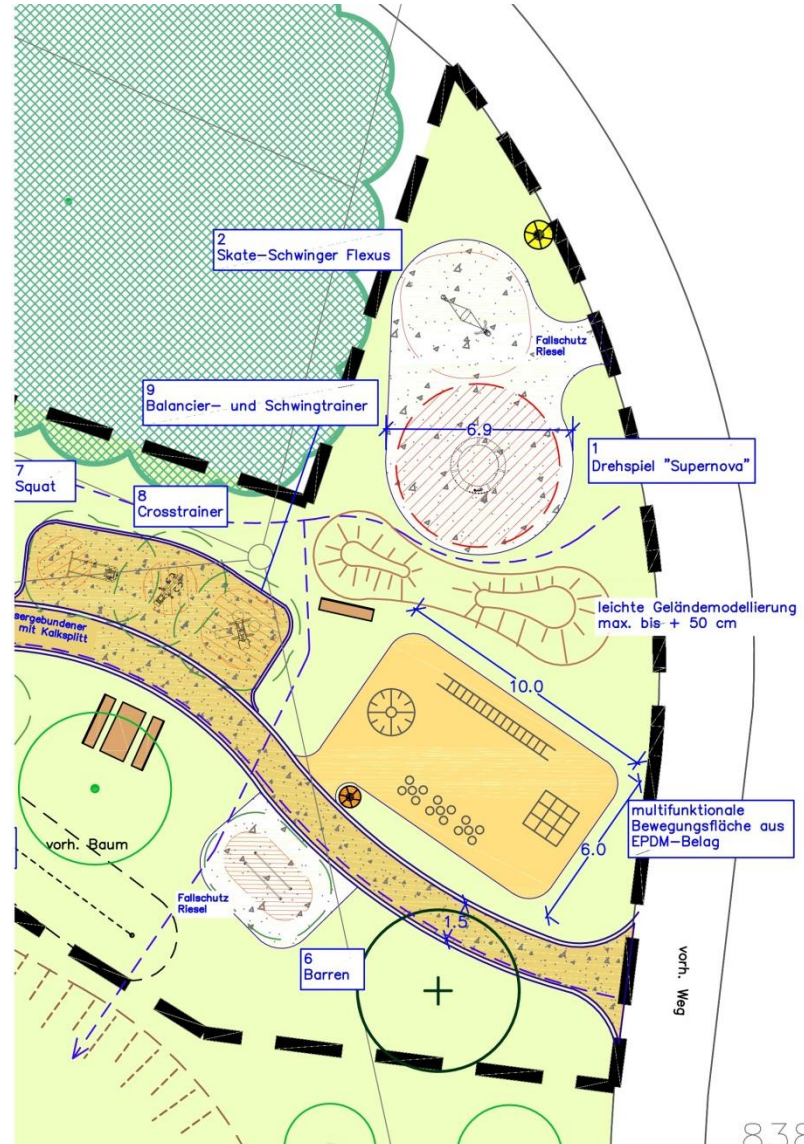 2
Skate-Schwinger Flexus
Fallschutz
Riesel
9
Balancier- und Schwingtrainer
6.9
1
Drehspiel "Supernova"
7
Squat
8
Crosstrainer
leichte Geländemodellierung
max. bis + 50 cm
sergebundener
mit Kalksplitt
10.0
multifunktionale
Bewegungsfläche aus
EPDM-Belag
6.0
vorh. Baum
Fallschutz
Riesel
1.5
6
Barren
vorh. Weg
838